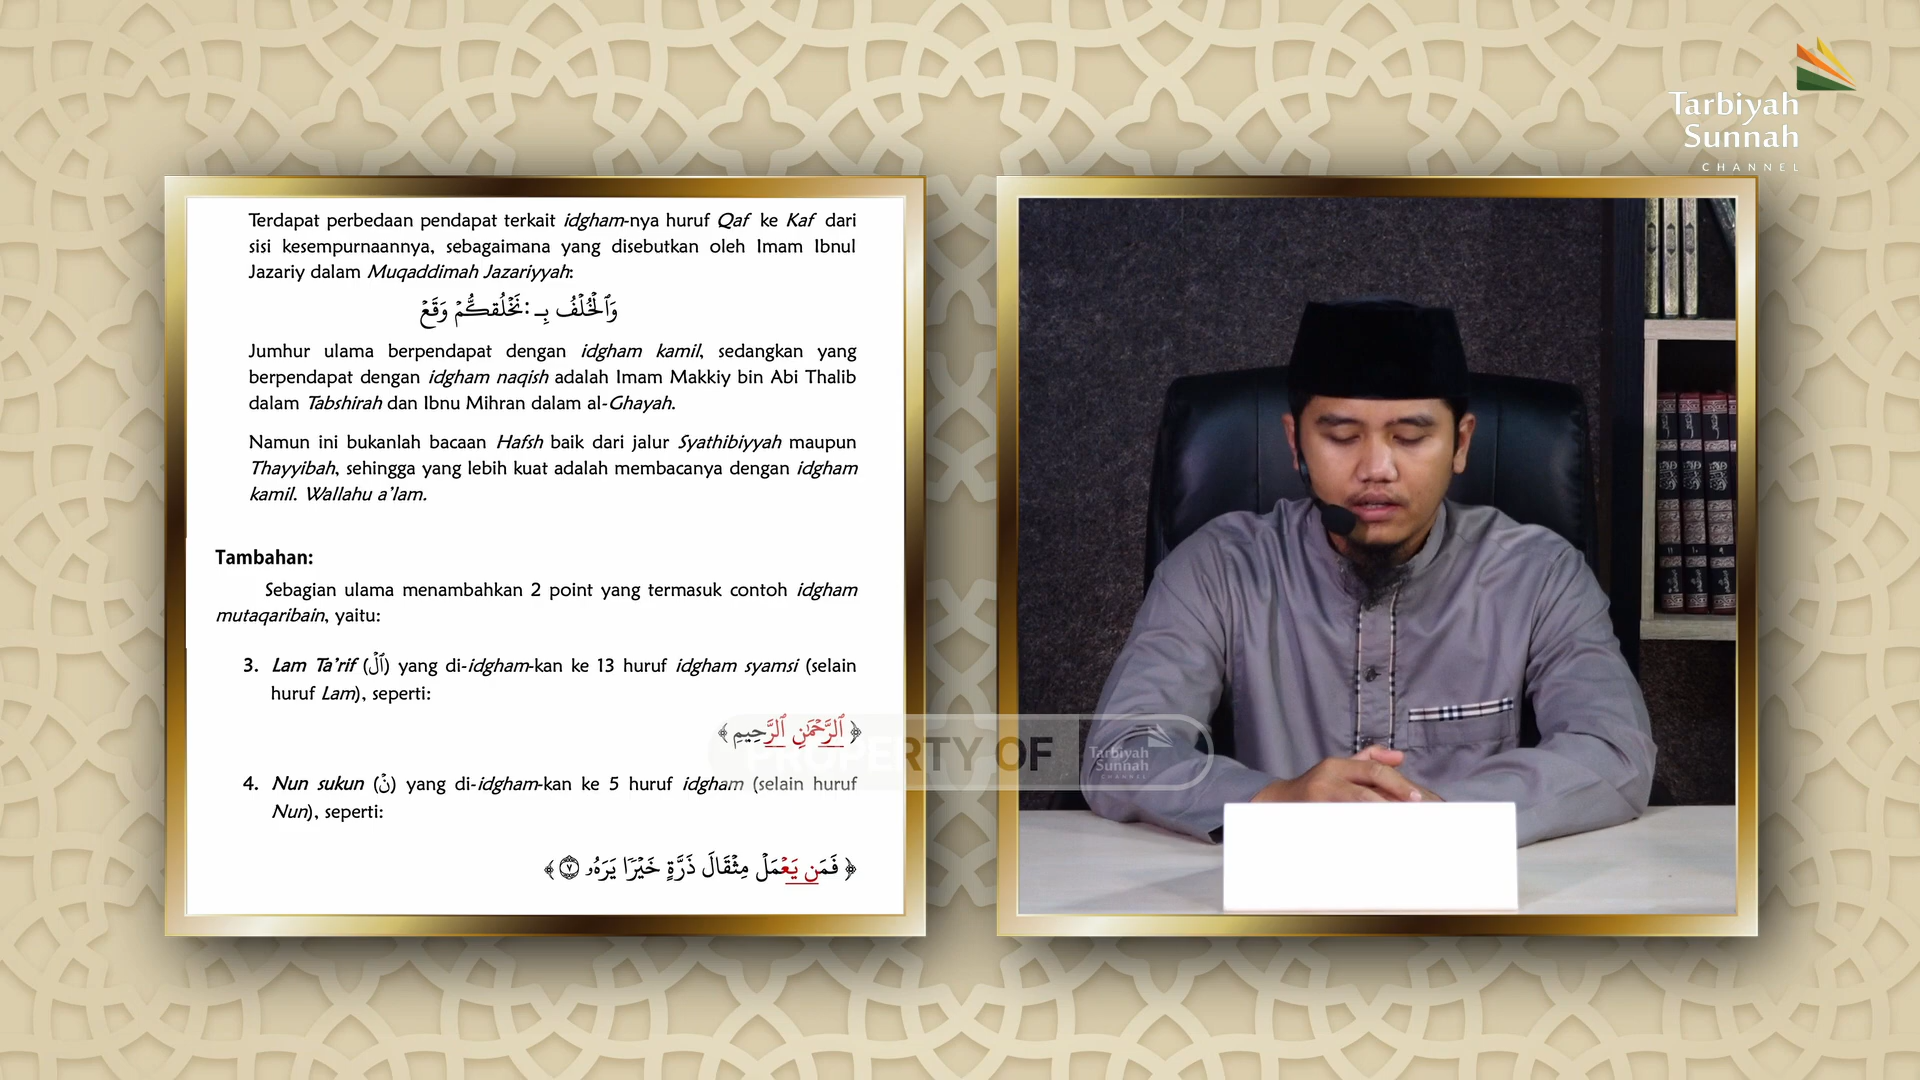 Terdapat perbedaan pendapat terkait idgham-nya huruf Qaf ke Kaf dari
sisi kesempurnaannya, sebagaimana yang disebutkan oleh Imam Ibnul
Jazariy dalam Muqaddimah Jazariyyah:
وَٱلْخُلْفُ بِـ :نَخْلُقكُّمْ وَقَعْ
Jumhur ulama berpendapat dengan idgham kamil, sedangkan yang
berpendapat dengan idgham naqish adalah Imam Makkiy bin Abi Thalib
dalam Tabshirah dan Ibnu Mihran dalam al-Ghayah.
Namun ini bukanlah bacaan Hafsh baik dari jalur Syathibiyyah maupun
Thayyibah, sehingga yang lebih kuat adalah membacanya dengan idgham
kamil. Wallahu a'lam.
Tambahan:
Sebagian ulama menambahkan 2 point yang termasuk contoh idgham
mutaqaribain, yaitu:
3. Lam Ta'rif (ٱلْ) yang di-idgham-kan ke 13 huruf idgham syamsi (selain
huruf Lam), seperti:
﴿ ٱلرَّحْمَٰنِ ٱلرَّحِيمِ ﴾
4. Nun sukun (نْ) yang di-idgham-kan ke 5 huruf idgham (selain huruf
Nun), seperti:
﴿ فَمَن يَعْمَلْ مِثْقَالَ ذَرَّةٍ خَيْرًا يَرَهُۥ ٧ ﴾
Tarbiyah
Sunnah
CHANNEL
PROPERTY OF
Tarbiyah
Sunnah
CHANNEL